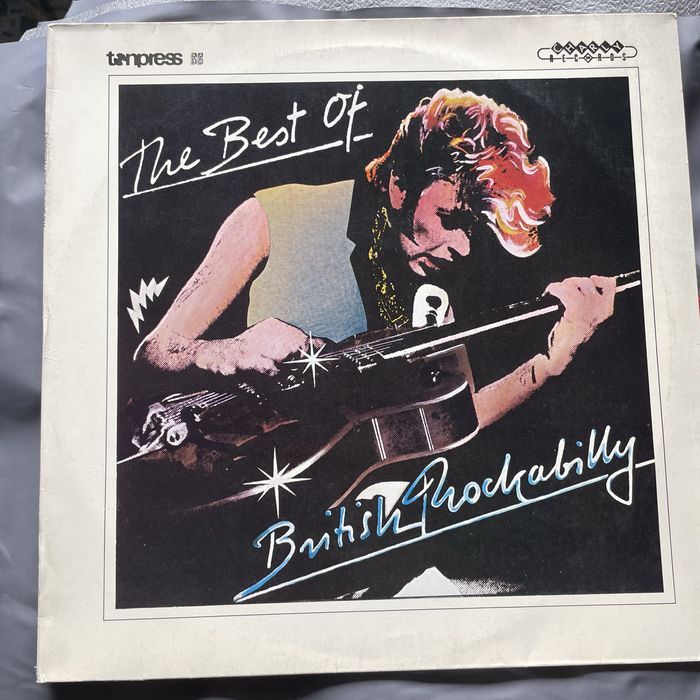 tonpress
CHARLY
RECORDS
The Best Of
British Rockabilly